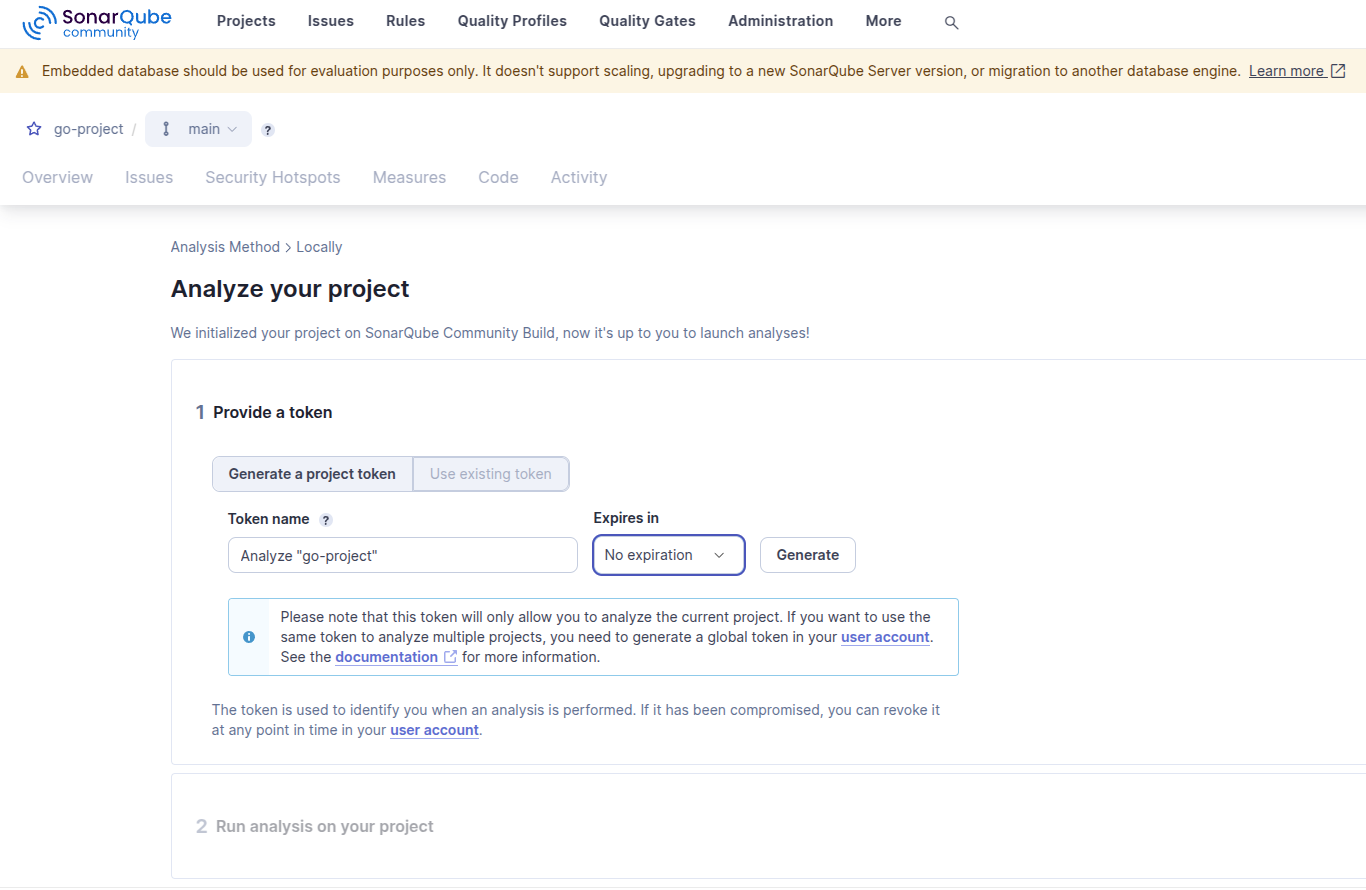 SonarQube community
Projects Issues Rules Quality Profiles Quality Gates Administration More
Embedded database should be used for evaluation purposes only. It doesn't support scaling, upgrading to a new SonarQube Server version, or migration to another database engine. Learn more
go-project / main ?
Overview Issues Security Hotspots Measures Code Activity
Analysis Method > Locally
Analyze your project
We initialized your project on SonarQube Community Build, now it's up to you to launch analyses!
1 Provide a token
Generate a project token Use existing token
Token name ? Expires in
Analyze "go-project" No expiration Generate
Please note that this token will only allow you to analyze the current project. If you want to use the
same token to analyze multiple projects, you need to generate a global token in your user account.
See the documentation for more information.
The token is used to identify you when an analysis is performed. If it has been compromised, you can revoke it
at any point in time in your user account.
2 Run analysis on your project